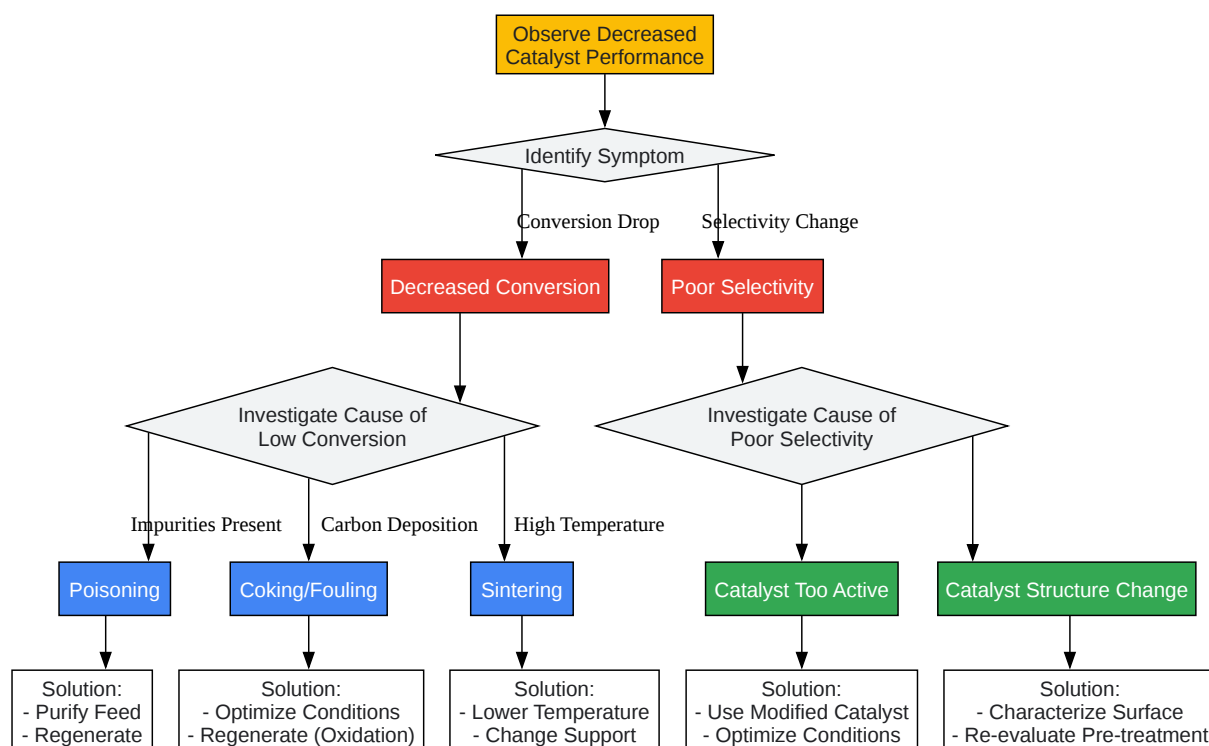 Observe Decreased
Catalyst Performance
Identify Symptom
Conversion Drop
Selectivity Change
Decreased Conversion
Poor Selectivity
Investigate Cause of
Low Conversion
Investigate Cause of
Poor Selectivity
Impurities Present
Carbon Deposition
High Temperature
Poisoning
Coking/Fouling
Sintering
Catalyst Too Active
Catalyst Structure Change
Solution:
- Purify Feed
- Regenerate
Solution:
- Optimize Conditions
- Regenerate (Oxidation)
Solution:
- Lower Temperature
- Change Support
Solution:
- Use Modified Catalyst
- Optimize Conditions
Solution:
- Characterize Surface
- Re-evaluate Pre-treatment